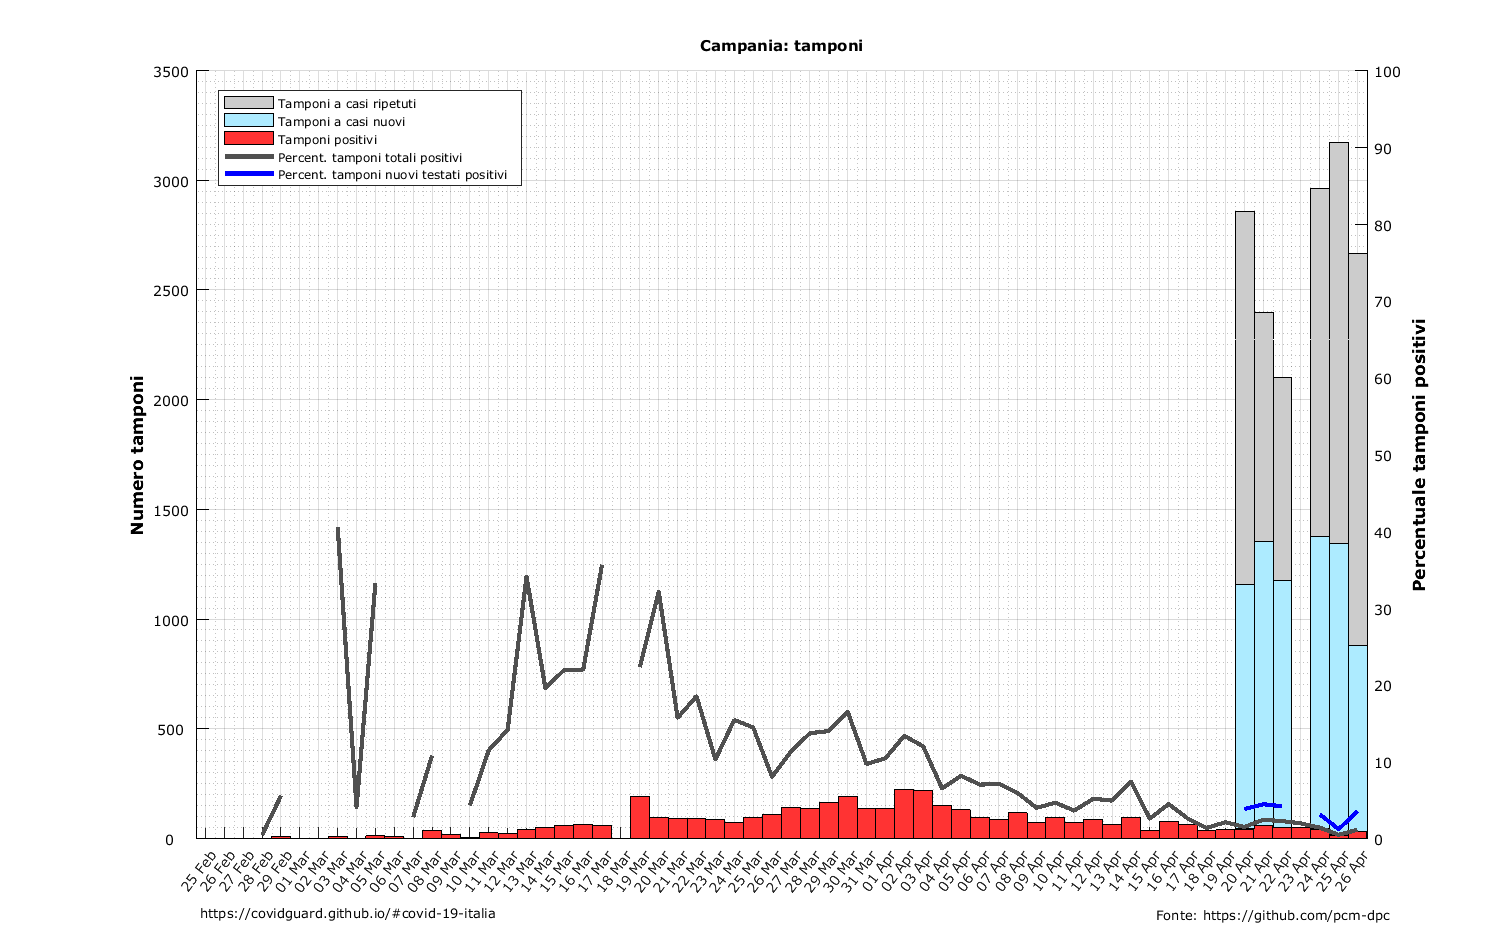 Campania: tamponi
Tamponi a casi ripetuti
Tamponi a casi nuovi
Tamponi positivi
Percent. tamponi totali positivi
Percent. tamponi nuovi testati positivi
3500
3000
2500
2000
1500
1000
500
0
Numero tamponi
100
90
80
70
60
50
40
30
20
10
0
Percentuale tamponi positivi
25 Feb
26 Feb
27 Feb
28 Feb
29 Feb
01 Mar
02 Mar
03 Mar
04 Mar
05 Mar
06 Mar
07 Mar
08 Mar
09 Mar
10 Mar
11 Mar
12 Mar
13 Mar
14 Mar
15 Mar
16 Mar
17 Mar
18 Mar
19 Mar
20 Mar
21 Mar
22 Mar
23 Mar
24 Mar
25 Mar
26 Mar
27 Mar
28 Mar
29 Mar
30 Mar
31 Mar
01 Apr
02 Apr
03 Apr
04 Apr
05 Apr
06 Apr
07 Apr
08 Apr
09 Apr
10 Apr
11 Apr
12 Apr
13 Apr
14 Apr
15 Apr
16 Apr
17 Apr
18 Apr
19 Apr
20 Apr
21 Apr
22 Apr
23 Apr
24 Apr
25 Apr
26 Apr
https://covidguard.github.io/#covid-19-italia
Fonte: https://github.com/pcm-dpc